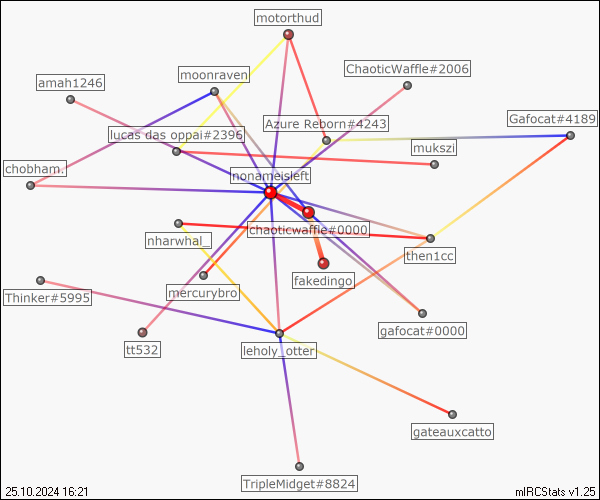 motorthud
ChaoticWaffle#2006
moonraven
amah1246
Azure Reborn#4243
Gafocat#4189
lucas das oppai#2396
mukszi
chobham.
nonameisleft
chaoticwaffle#0000
nharwhal_
then1cc
fakedingo
mercurybro
Thinker#5995
gafocat#0000
tt532
leholy_otter
gateauxcatto
TripleMidget#8824
25.10.2024 16:21
mIRCStats v1.25